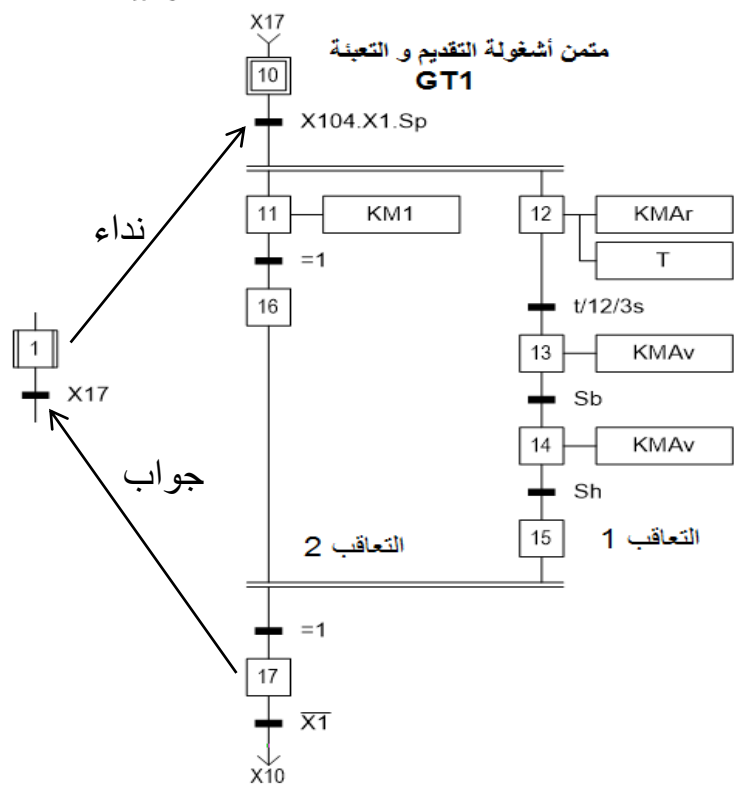 X17
متمن أشغولة التقديم و التعبئة
GT1
10
X104.X1.Sp
نداء
11
KM1
12
KMAr
T
=1
16
t/12/3s
1
13
KMAv
X17
Sb
14
KMAv
جواب
Sh
15
التعاقب 1
التعاقب 2
=1
17
X̅1̅
X10